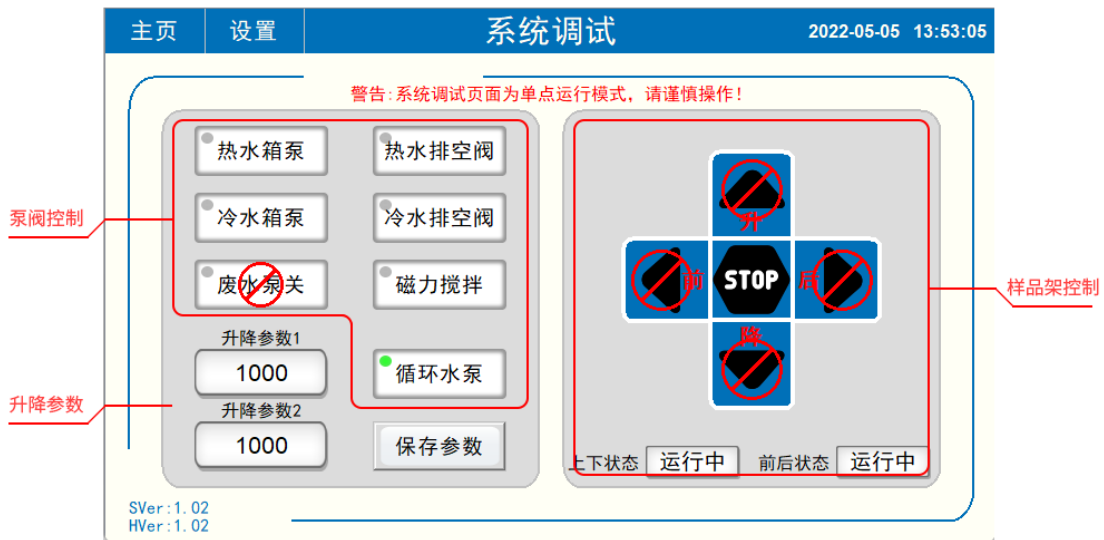 主页 设置 系统调试 2022-05-05 13:53:05
警告:系统调试页面为单点运行模式，请谨慎操作！
热水箱泵 热水排空阀
冷水箱泵 冷水排空阀
废水泵关 磁力搅拌
升降参数1
1000
循环水泵
升降参数2
1000
保存参数
泵阀控制
升降参数
升
前 STOP 后
降
样品架控制
上下状态 运行中 前后状态 运行中
SVer:1.02
HVer:1.02